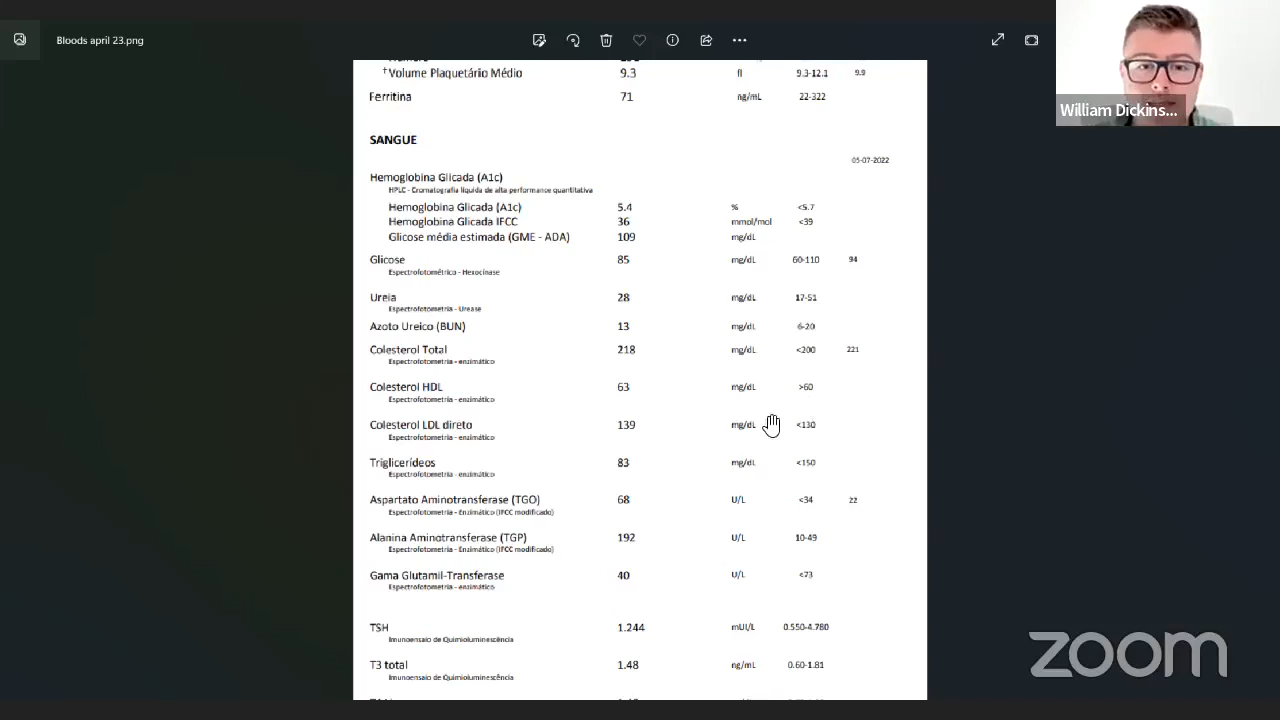 Bloods april 23.png
William Dickins...
†Volume Plaquetário Médio 9.3 fl 9.3-12.1 9.9
Ferritina 71 ng/mL 22-322
SANGUE
05-07-2022
Hemoglobina Glicada (A1c)
HPLC - Cromatografia líquida de alta performance quantitativa
Hemoglobina Glicada (A1c) 5.4 % <5.7
Hemoglobina Glicada IFCC 36 mmol/mol <39
Glicose média estimada (GME - ADA) 109 mg/dL
Glicose 85 mg/dL 60-110 94
Espectrofotométrico - Hexocinase
Ureia 28 mg/dL 17-51
Espectrofotometria - Urease
Azoto Ureico (BUN) 13 mg/dL 6-20
Colesterol Total 218 mg/dL <200 221
Espectrofotometria - enzimático
Colesterol HDL 63 mg/dL >60
Espectrofotometria - enzimático
Colesterol LDL direto 139 mg/dL <130
Espectrofotometria - enzimático
Triglicerídeos 83 mg/dL <150
Espectrofotometria - enzimático
Aspartato Aminotransferase (TGO) 68 U/L <34 22
Espectrofotometria - Enzimático (IFCC modificado)
Alanina Aminotransferase (TGP) 192 U/L 10-49
Espectrofotometria - Enzimático (IFCC modificado)
Gama Glutamil-Transferase 40 U/L <73
Espectrofotometria - enzimático
TSH 1.244 mUI/L 0.550-4.780
Imunoensaio de Quimioluminescência
T3 total 1.48 ng/mL 0.60-1.81
Imunoensaio de Quimioluminescência
zoom